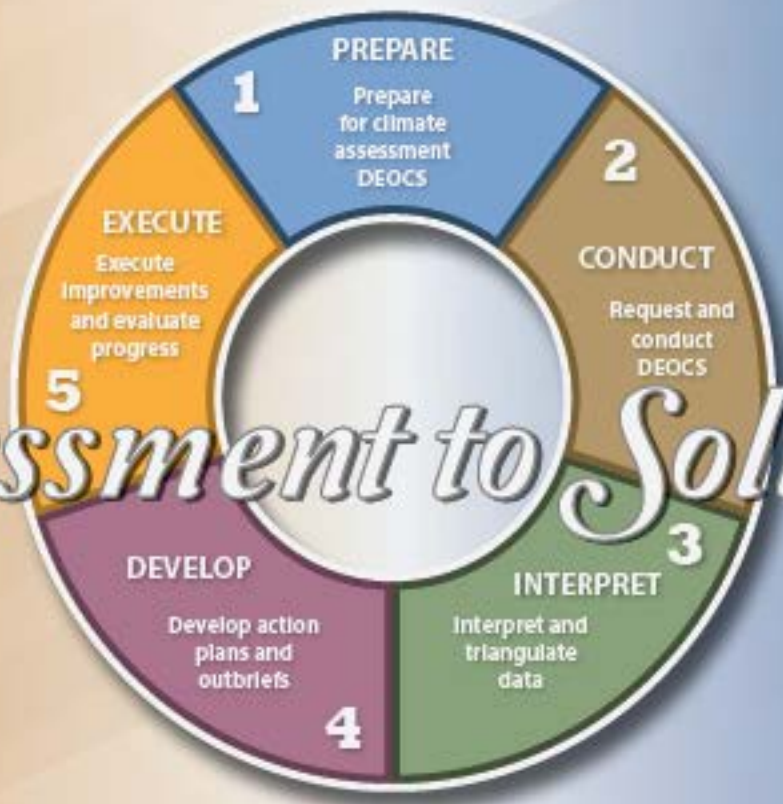 PREPARE
1
Prepare
for climate
assessment
DEOCS
2
CONDUCT
Request and
conduct
DEOCS
3
INTERPRET
Interpret and
triangulate
data
DEVELOP
Develop action
plans and
outbriefs
4
EXECUTE
Execute
improvements
and evaluate
progress
5
ssment to Sol